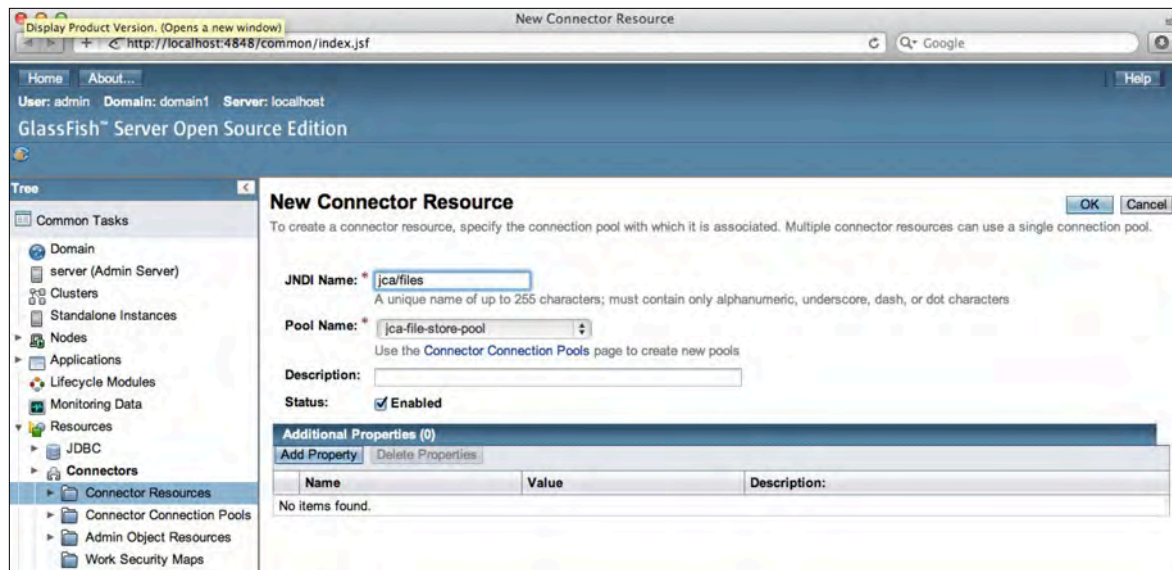 New Connector Resource
Display Product Version. (Opens a new window)
+ http://localhost:4848/common/index.jsf Google
Home About... Help
User: admin Domain: domain1 Server: localhost
GlassFish™ Server Open Source Edition
Tree
Common Tasks
Domain
server (Admin Server)
Clusters
Standalone Instances
Nodes
Applications
Lifecycle Modules
Monitoring Data
Resources
JDBC
Connectors
Connector Resources
Connector Connection Pools
Admin Object Resources
Work Security Maps
New Connector Resource
OK Cancel
To create a connector resource, specify the connection pool with which it is associated. Multiple connector resources can use a single connection pool.
JNDI Name: * jca/files
A unique name of up to 255 characters; must contain only alphanumeric, underscore, dash, or dot characters
Pool Name: * jca-file-store-pool
Use the Connector Connection Pools page to create new pools
Description:
Status: Enabled
Additional Properties (0)
Add Property Delete Properties
Name Value Description:
No items found.